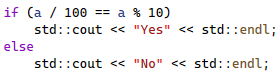 if (a / 100 == a % 10)
    std::cout << "Yes" << std::endl;
else
    std::cout << "No" << std::endl;